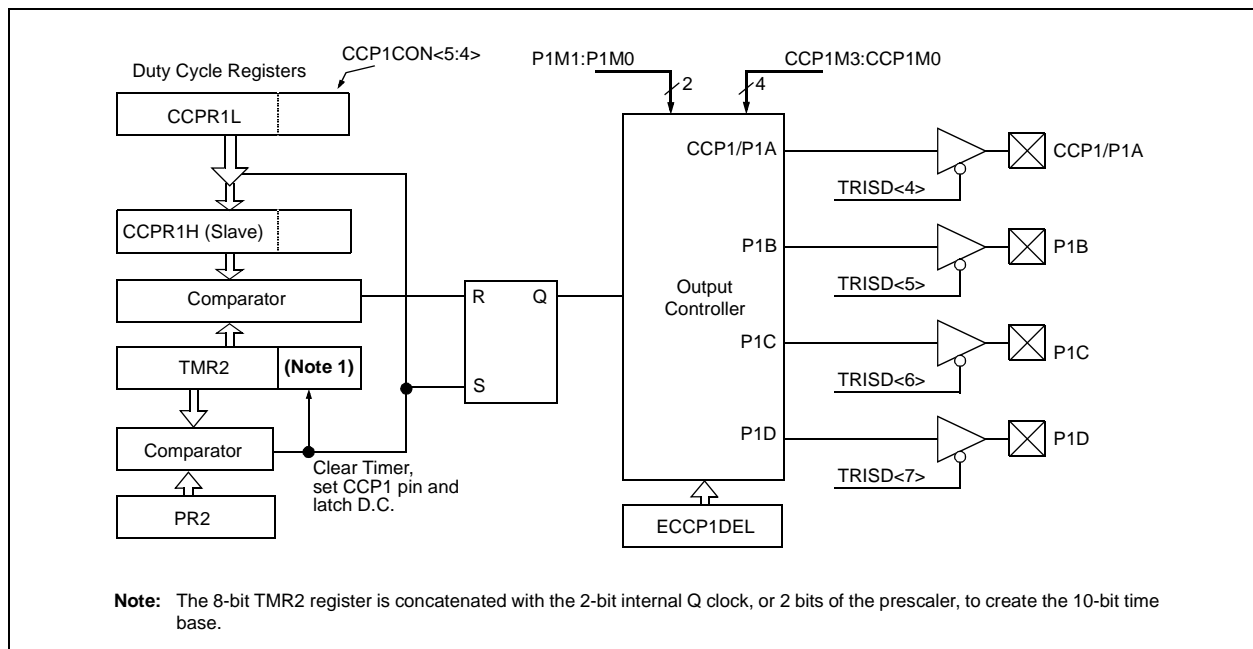 CCP1CON<5:4>
Duty Cycle Registers
CCPR1L
CCPR1H (Slave)
Comparator
TMR2
(Note 1)
Comparator
PR2
Clear Timer,
set CCP1 pin and
latch D.C.
R
Q
S
P1M1:P1M0
2
CCP1M3:CCP1M0
4
Output
Controller
CCP1/P1A
P1B
P1C
P1D
ECCP1DEL
TRISD<4>
CCP1/P1A
TRISD<5>
P1B
TRISD<6>
P1C
TRISD<7>
P1D
Note: The 8-bit TMR2 register is concatenated with the 2-bit internal Q clock, or 2 bits of the prescaler, to create the 10-bit time
base.